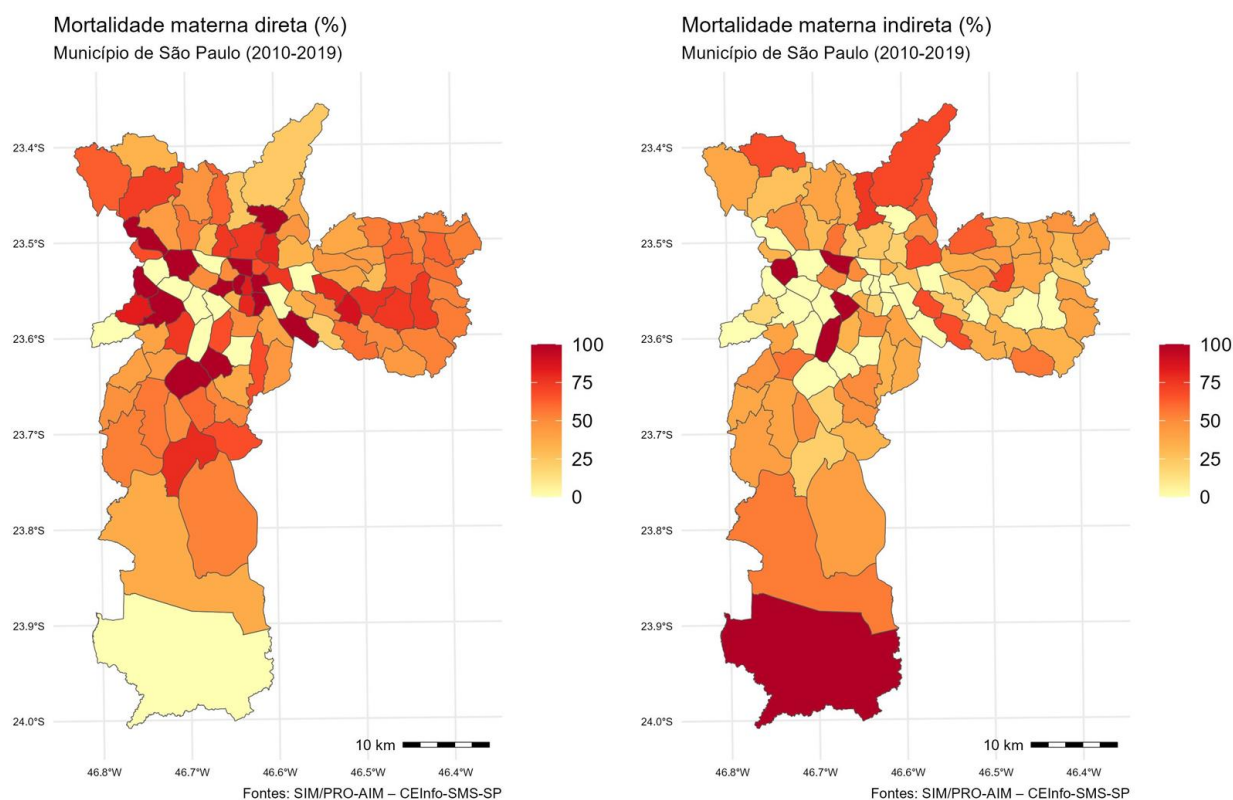 Mortalidade materna direta (%)
Município de São Paulo (2010-2019)
23.4°S
23.5°S
23.6°S
23.7°S
23.8°S
23.9°S
24.0°S
46.8°W
46.7°W
46.6°W
46.5°W
46.4°W
100
75
50
25
0
10 km
Fontes: SIM/PRO-AIM – CEInfo-SMS-SP
Mortalidade materna indireta (%)
Município de São Paulo (2010-2019)
23.4°S
23.5°S
23.6°S
23.7°S
23.8°S
23.9°S
24.0°S
46.8°W
46.7°W
46.6°W
46.5°W
46.4°W
100
75
50
25
0
10 km
Fontes: SIM/PRO-AIM – CEInfo-SMS-SP